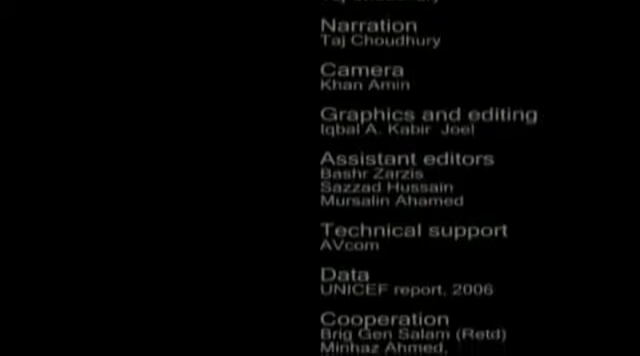 Narration
Taj Choudhury
Camera
Khan Amin
Graphics and editing
Iqbal A. Kabir Joel
Assistant editors
Bashr Zarzis
Sazzad Hussain
Mursalin Ahamed
Technical support
AVcom
Data
UNICEF report, 2006
Cooperation
Brig Gen Salam (Retd)
Minhaz Ahmed,